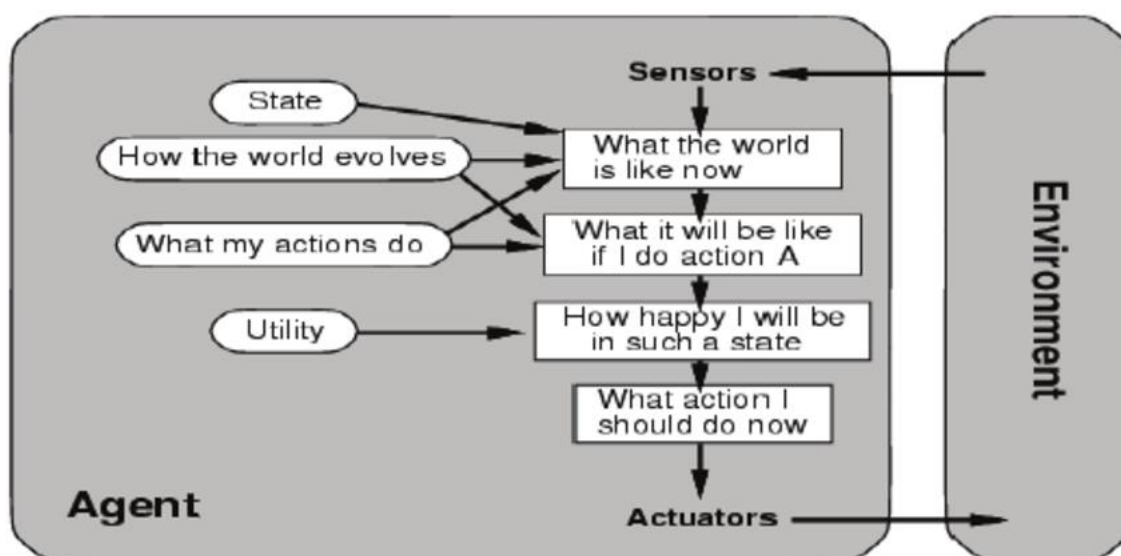 Sensors
State
What the world
is like now
How the world evolves
What it will be like
if I do action A
What my actions do
How happy I will be
in such a state
Utility
What action I
should do now
Agent
Actuators
Environment